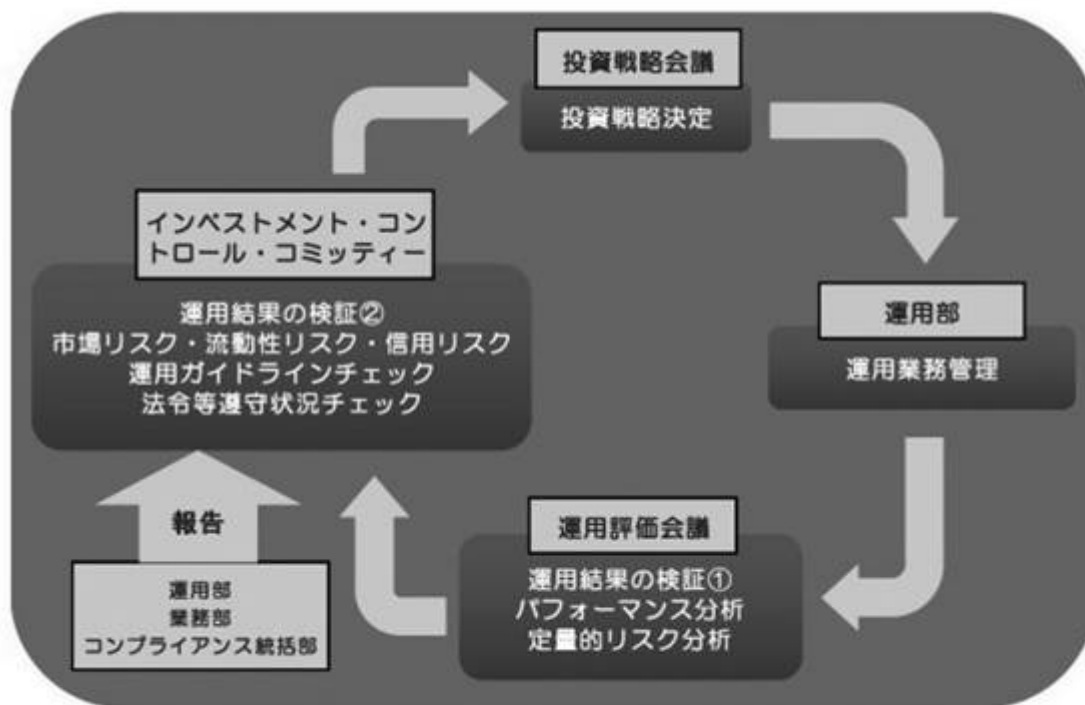 投資戦略会議
投資戦略決定
インベストメント・コン
トロール・コミッティー
運用結果の検証②
市場リスク・流動性リスク・信用リスク
運用ガイドラインチェック
法令等遵守状況チェック
運用部
運用業務管理
報告
運用部
業務部
コンプライアンス統括部
運用評価会議
運用結果の検証①
パフォーマンス分析
定量的リスク分析